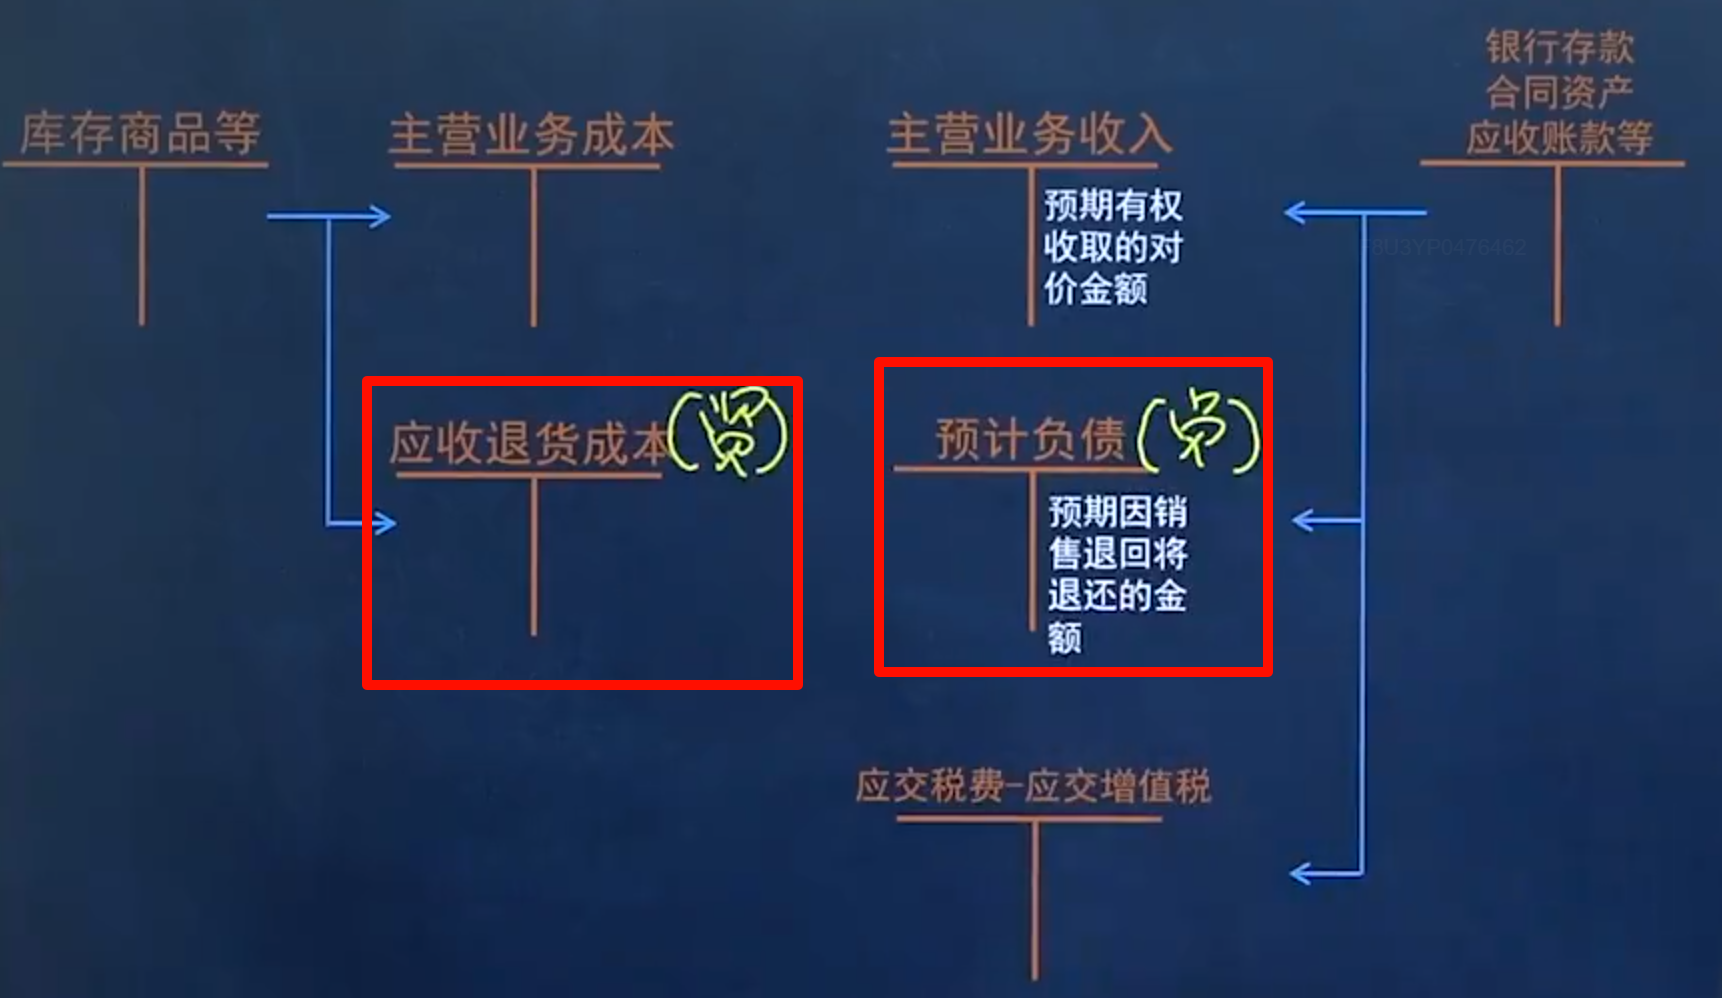 银行存款
合同资产
应收账款等
库存商品等
主营业务成本
主营业务收入
预期有权
收取的对
价金额
应收退货成本
预计负债
预期因销
售退回将
退还的金
额
应交税费-应交增值税